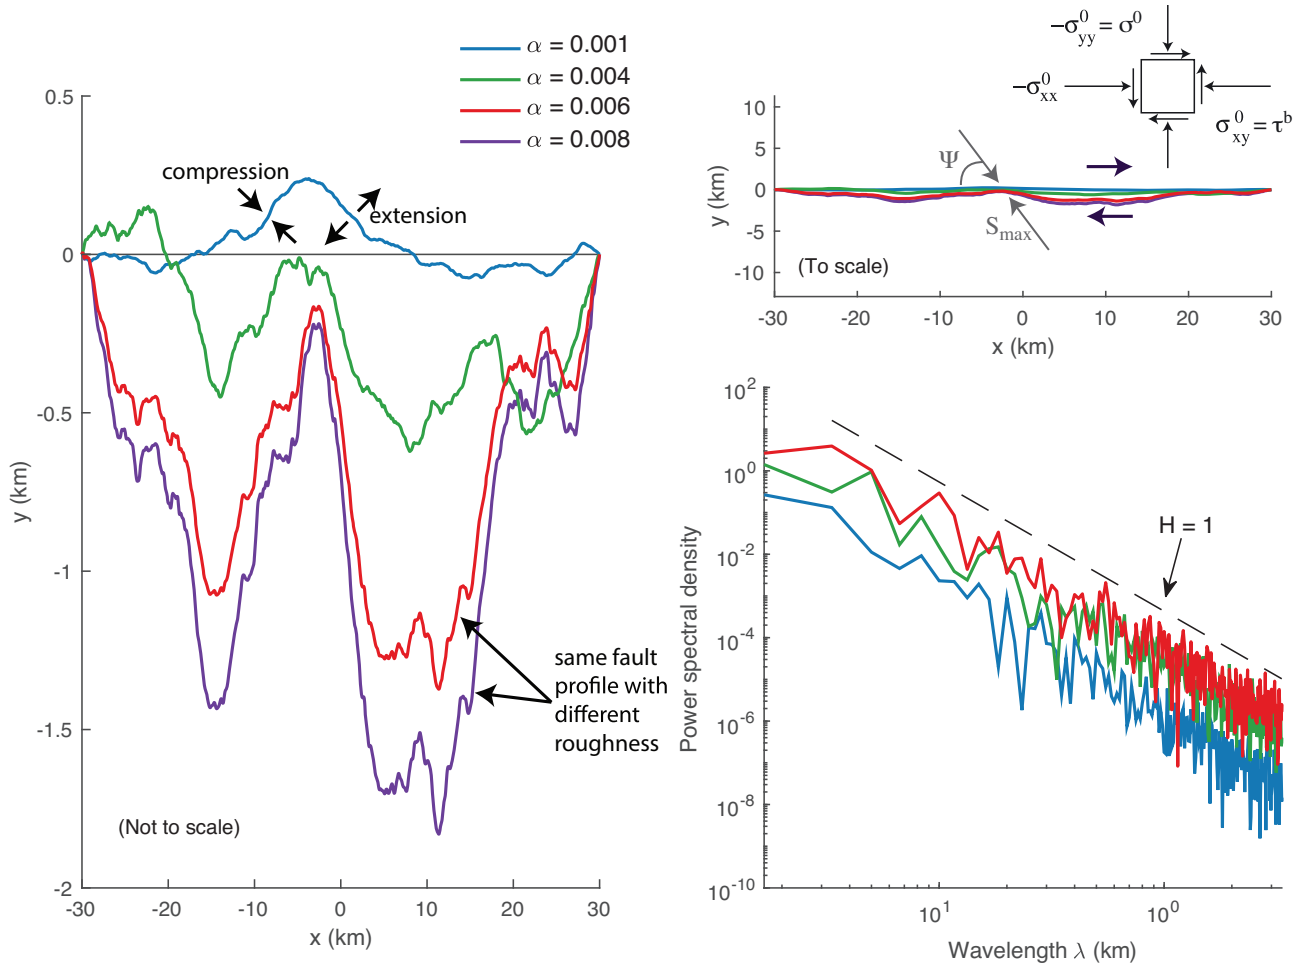 α = 0.001
α = 0.004
α = 0.006
α = 0.008
0.5
0
-0.5
-1
-1.5
-2
y (km)
compression
extension
same fault
profile with
different
roughness
(Not to scale)
-30 -20 -10 0 10 20 30
x (km)
−σ⁰yy = σ⁰
−σ⁰xx
σ⁰xy = τᵇ
10
5
0
-5
-10
y (km)
Ψ
Smax
(To scale)
-30 -20 -10 0 10 20 30
x (km)
10²
10⁰
10⁻²
10⁻⁴
10⁻⁶
10⁻⁸
10⁻¹⁰
Power spectral density
H = 1
10¹ 10⁰
Wavelength λ (km)